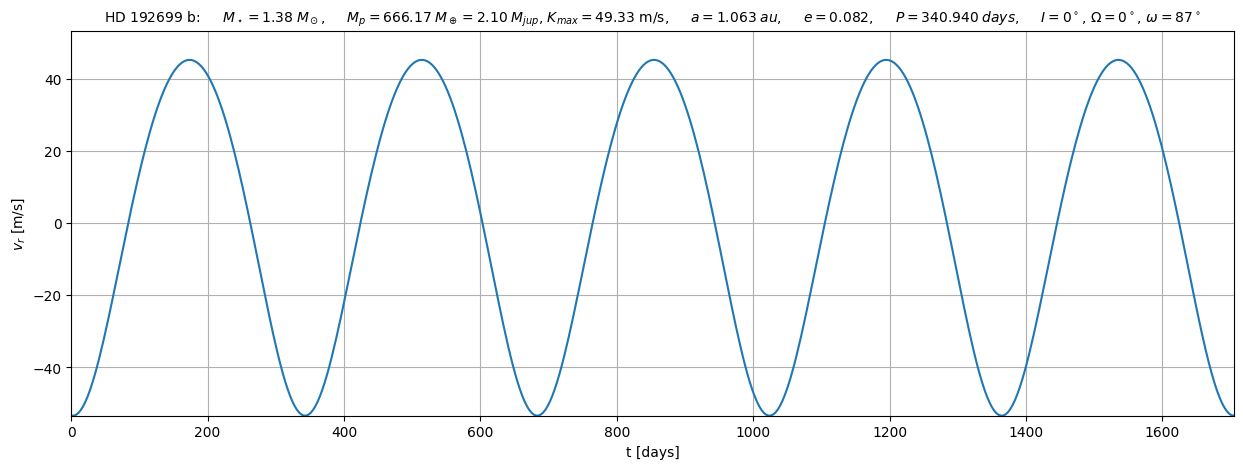 HD 192699 b: M⋆ = 1.38 M⊙, Mp = 666.17 M⊕ = 2.10 Mjup, Kmax = 49.33 m/s, a = 1.063 au, e = 0.082, P = 340.940 days, I = 0°, Ω = 0°, ω = 87°
40
20
0
−20
−40
vr [m/s]
0 200 400 600 800 1000 1200 1400 1600
t [days]